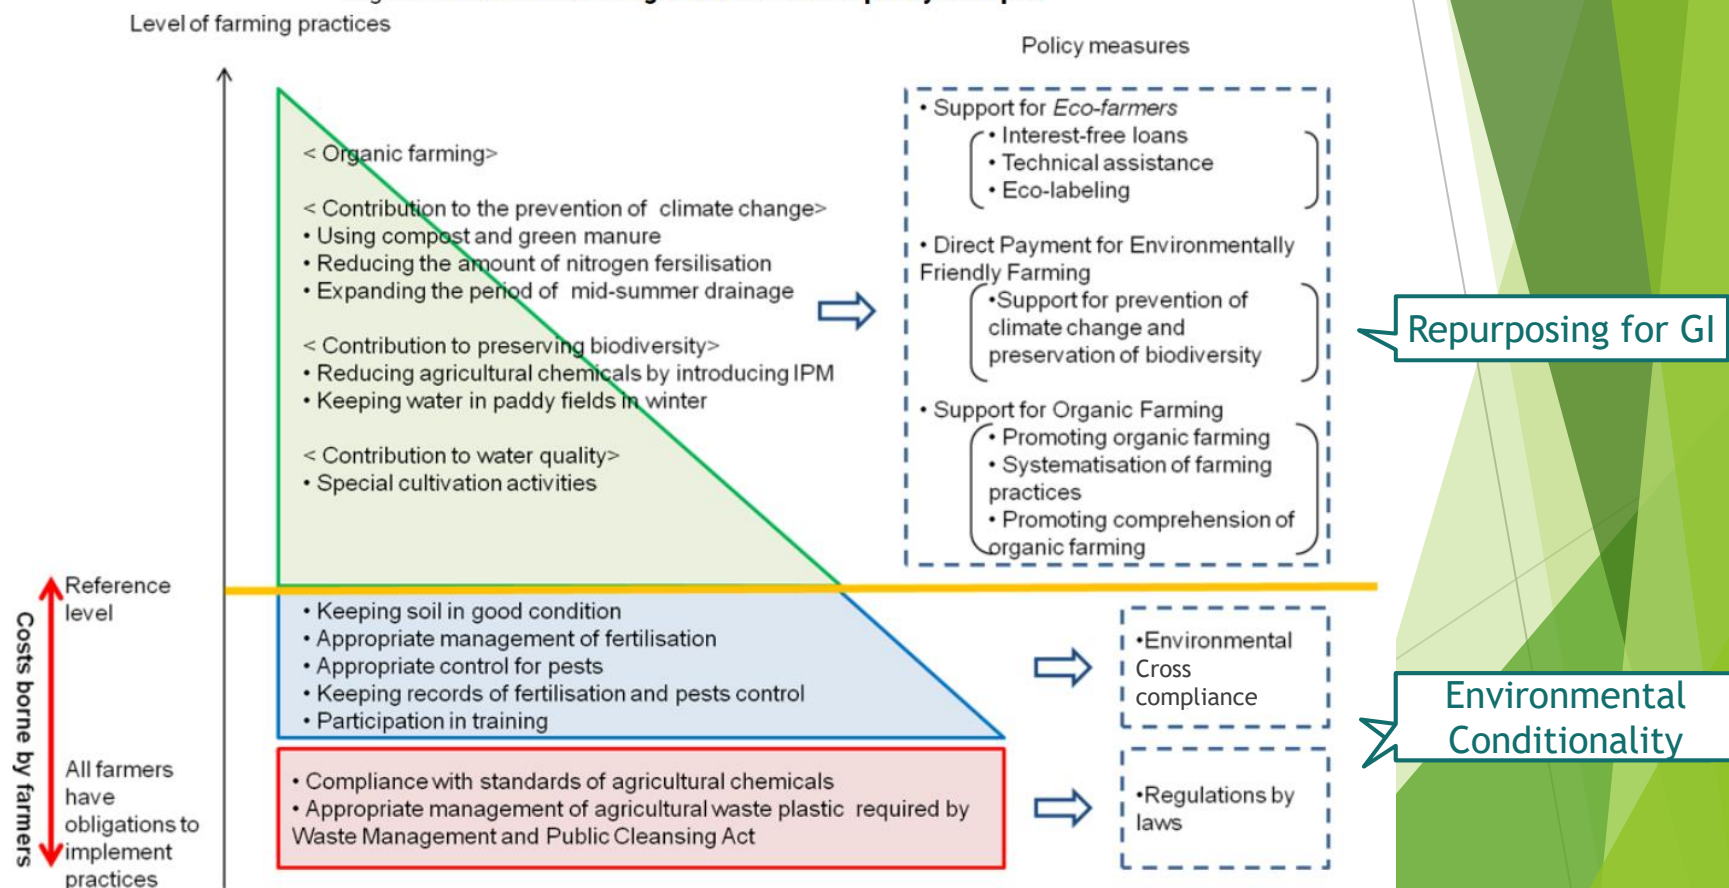 Level of farming practices
Policy measures
< Organic farming>
< Contribution to the prevention of climate change>
• Using compost and green manure
• Reducing the amount of nitrogen fersilisation
• Expanding the period of mid-summer drainage
< Contribution to preserving biodiversity>
• Reducing agricultural chemicals by introducing IPM
• Keeping water in paddy fields in winter
< Contribution to water quality>
• Special cultivation activities
• Support for Eco-farmers
• Interest-free loans
• Technical assistance
• Eco-labeling
• Direct Payment for Environmentally
Friendly Farming
•Support for prevention of
climate change and
preservation of biodiversity
• Support for Organic Farming
• Promoting organic farming
• Systematisation of farming
practices
• Promoting comprehension of
organic farming
Repurposing for GI
Reference
level
• Keeping soil in good condition
• Appropriate management of fertilisation
• Appropriate control for pests
• Keeping records of fertilisation and pests control
• Participation in training
•Environmental
Cross
compliance
Environmental
Conditionality
Costs borne by farmers
All farmers
have
obligations to
implement
practices
• Compliance with standards of agricultural chemicals
• Appropriate management of agricultural waste plastic required by
Waste Management and Public Cleansing Act
•Regulations by
laws